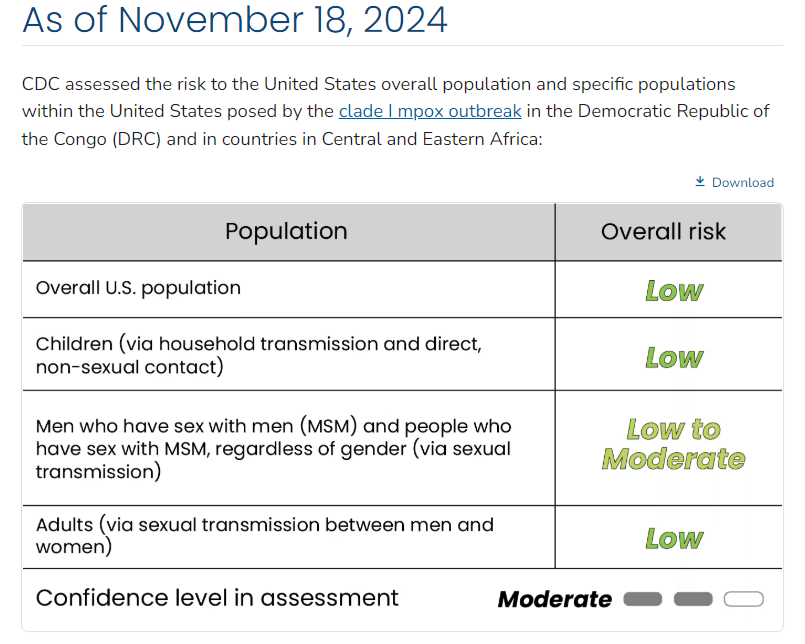 As of November 18, 2024
CDC assessed the risk to the United States overall population and specific populations
within the United States posed by the clade I mpox outbreak in the Democratic Republic of
the Congo (DRC) and in countries in Central and Eastern Africa:
Download
Population
Overall risk
Overall U.S. population
Low
Children (via household transmission and direct,
non-sexual contact)
Low
Men who have sex with men (MSM) and people who
have sex with MSM, regardless of gender (via sexual
transmission)
Low to
Moderate
Adults (via sexual transmission between men and
women)
Low
Confidence level in assessment
Moderate